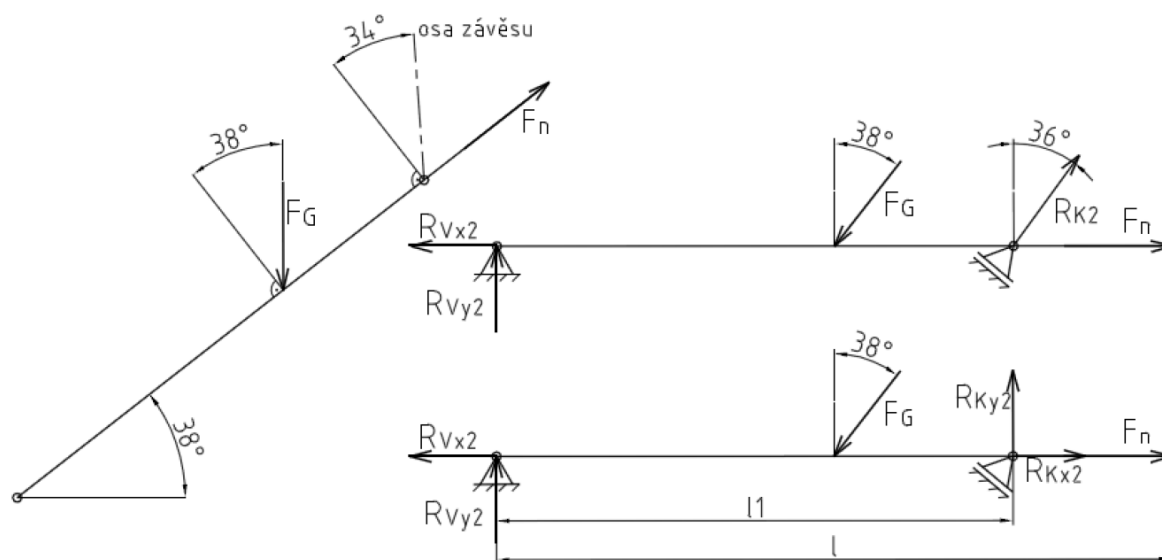 34°
osa závěsu
Fn
38°
FG
38°
38°
36°
FG
RK2
RVx2
Fn
RVy2
38°
FG
RKy2
RVx2
Fn
RKx2
RVy2
l1
l